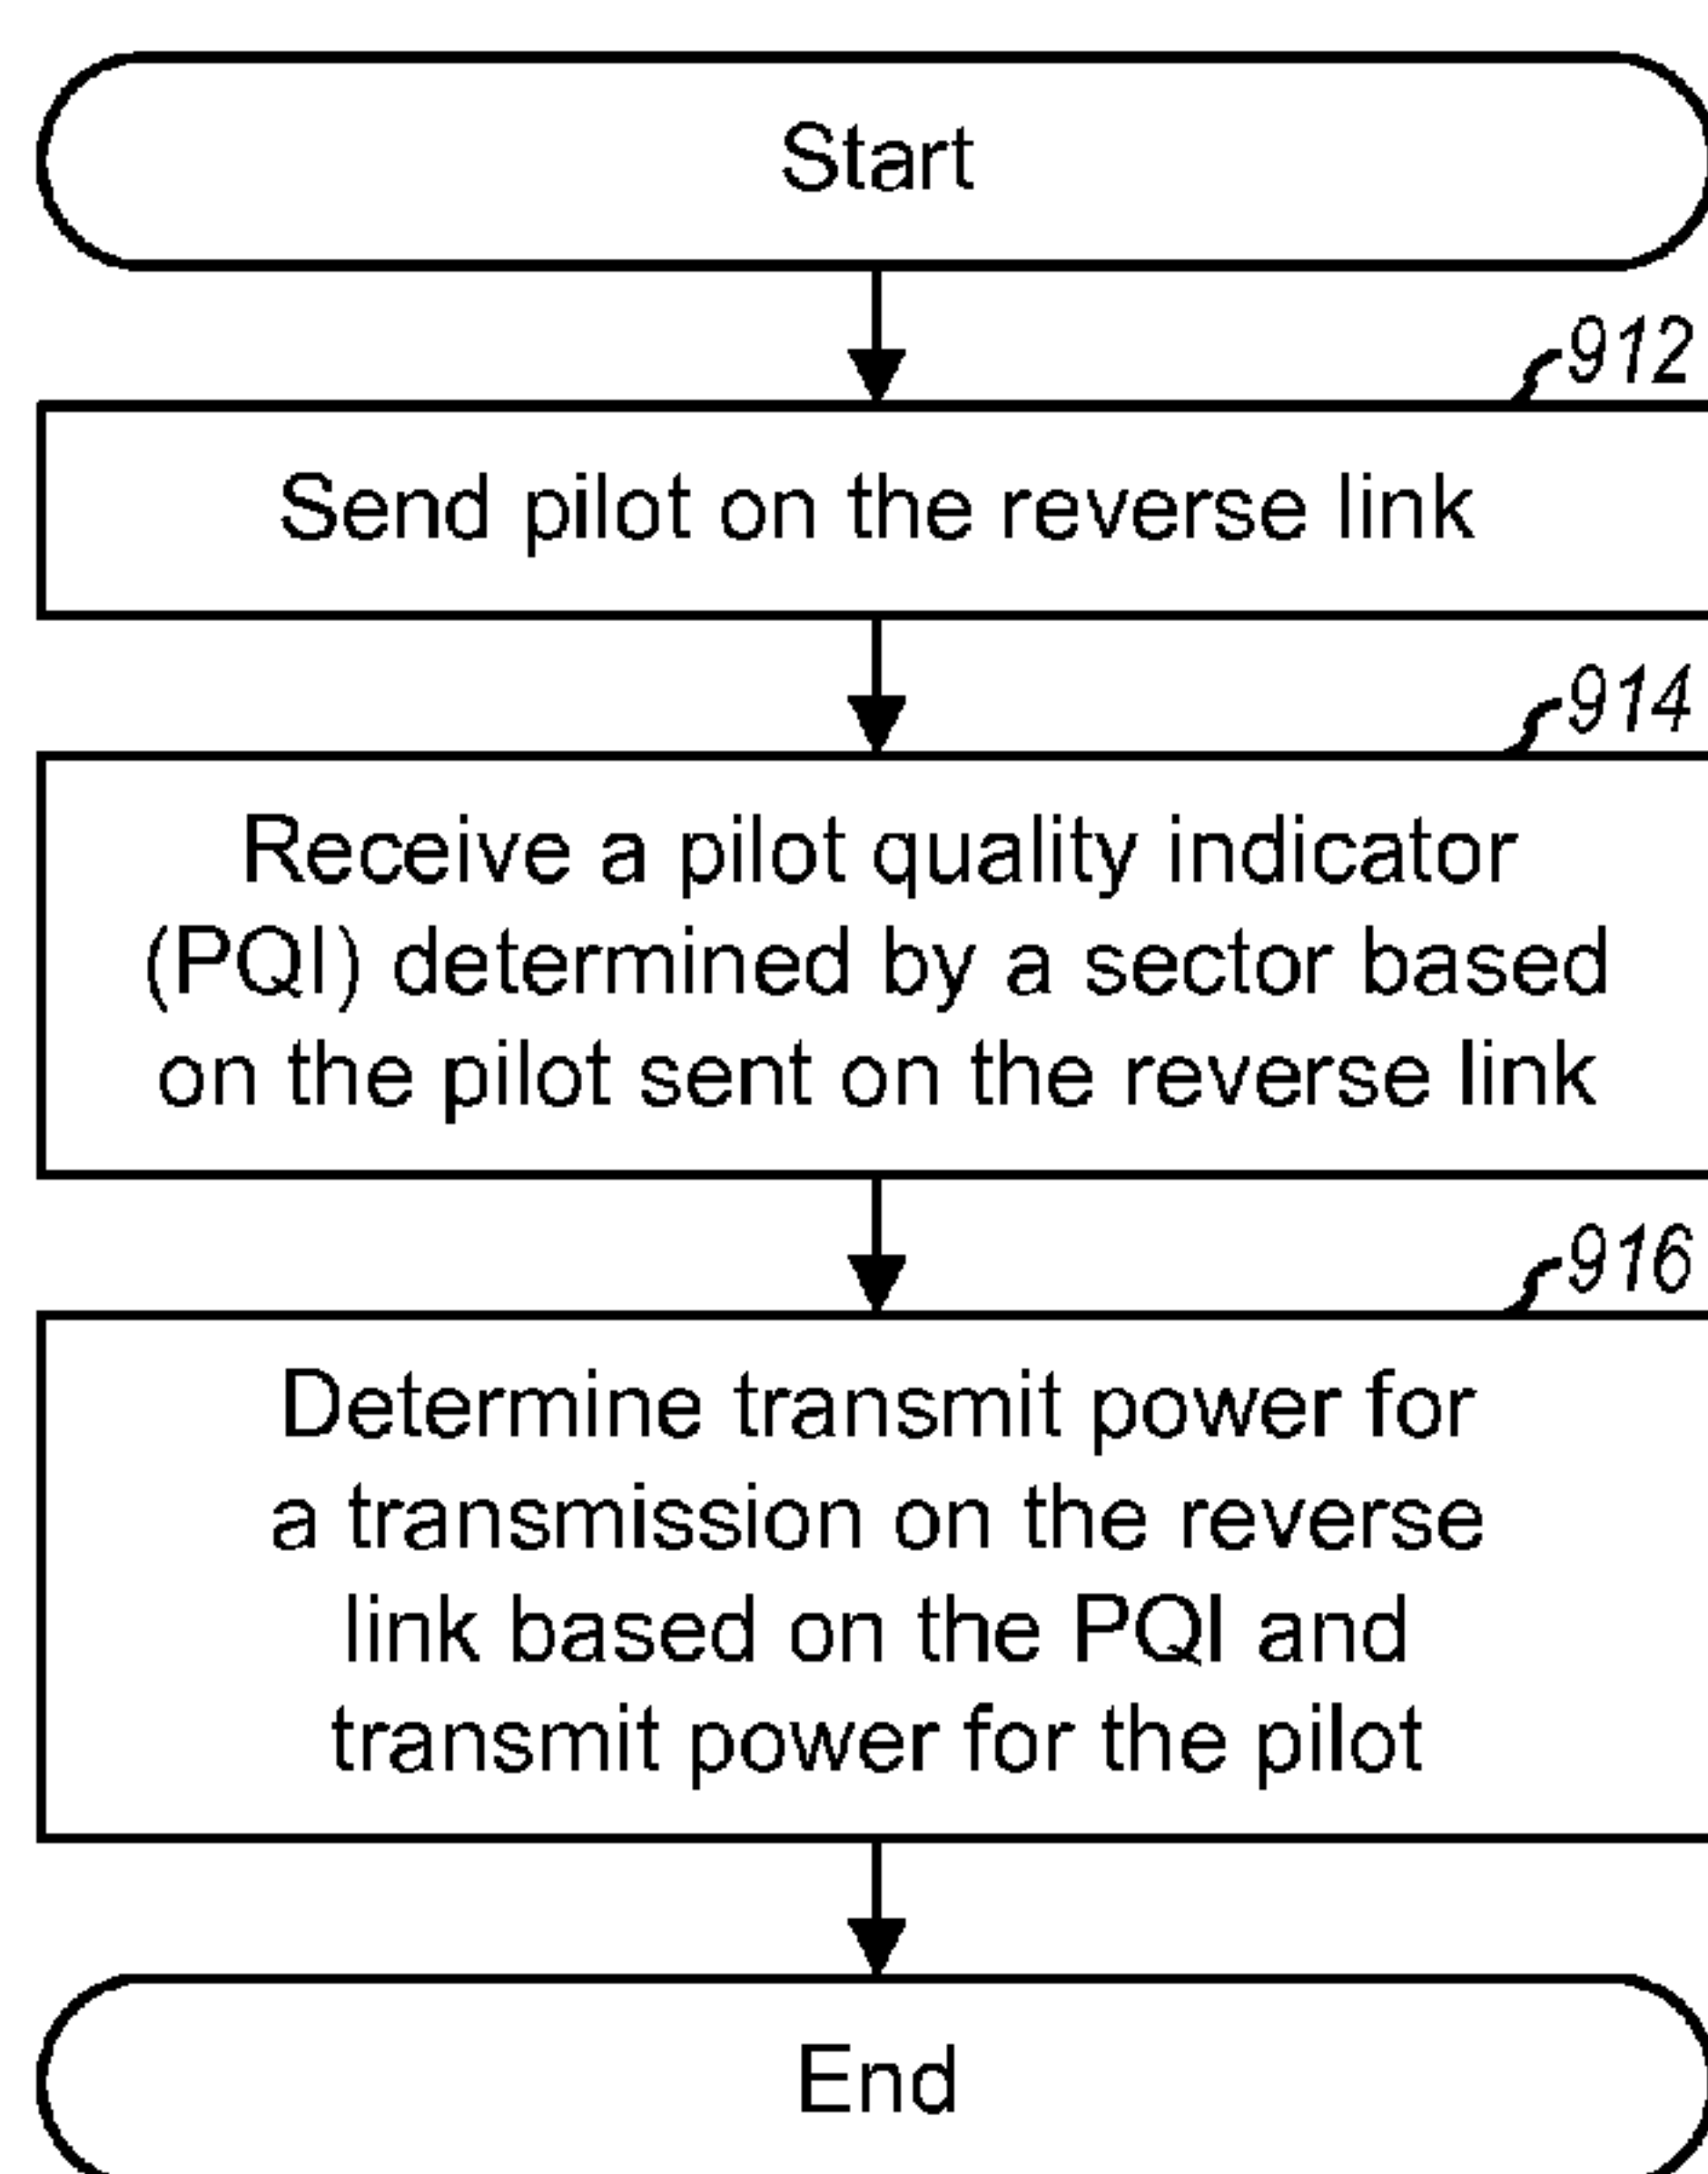 Start
912
Send pilot on the reverse link
914
Receive a pilot quality indicator
(PQI) determined by a sector based
on the pilot sent on the reverse link
916
Determine transmit power for
a transmission on the reverse
link based on the PQI and
transmit power for the pilot
End